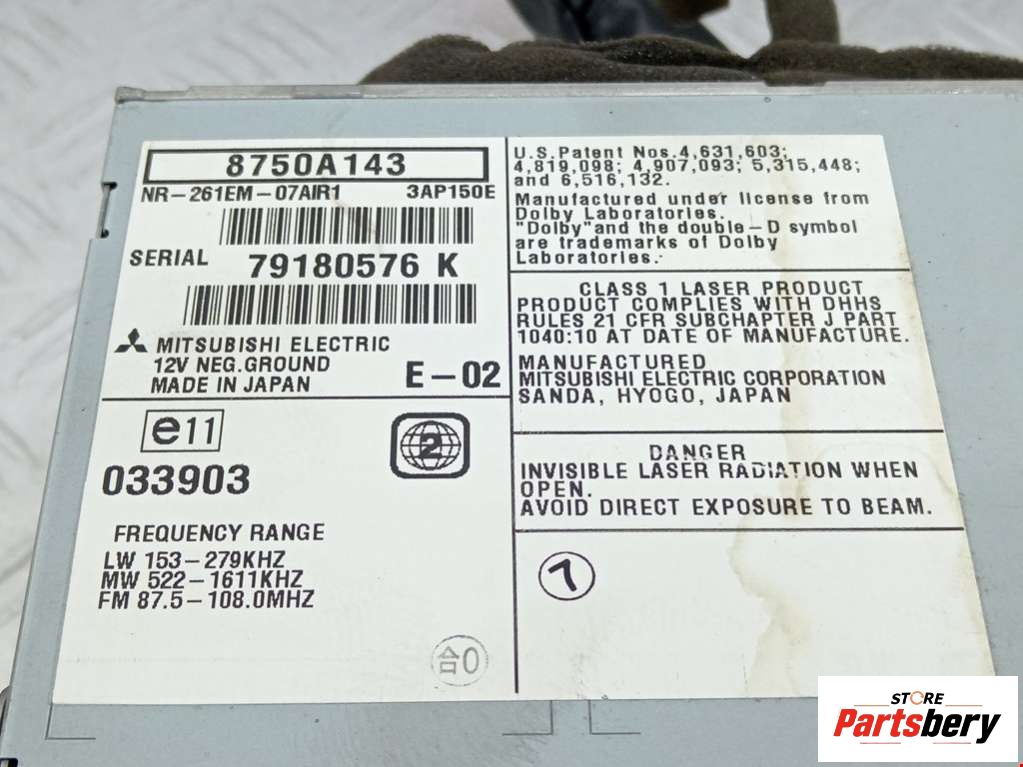 8750A143
NR-261EM-07AIR1 3AP150E
SERIAL 79180576 K
MITSUBISHI ELECTRIC
12V NEG.GROUND
MADE IN JAPAN
E-02
e11
2
033903
FREQUENCY RANGE
LW 153-279KHZ
MW 522-1611KHZ
FM 87.5-108.0MHZ
台0
U.S.Patent Nos.4,631,603;
4,819,098; 4,907,093; 5,315,448;
and 6,516,132.
Manufactured under license from
Dolby Laboratories.
"Dolby"and the double-D symbol
are trademarks of Dolby
Laboratories.
CLASS 1 LASER PRODUCT
PRODUCT COMPLIES WITH DHHS
RULES 21 CFR SUBCHAPTER J PART
1040:10 AT DATE OF MANUFACTURE.
MANUFACTURED
MITSUBISHI ELECTRIC CORPORATION
SANDA, HYOGO, JAPAN
DANGER
INVISIBLE LASER RADIATION WHEN
OPEN.
AVOID DIRECT EXPOSURE TO BEAM.
7
STORE
Partsbery